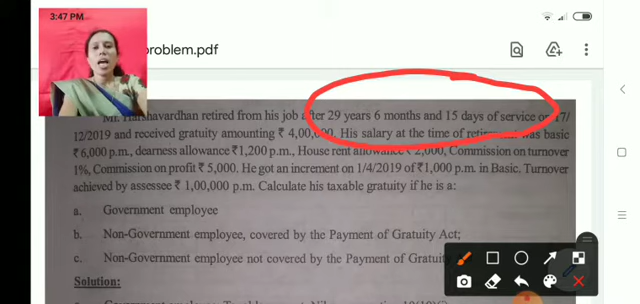 3:47 PM
problem.pdf
Harshavardhan retired from his job after 29 years 6 months and 15 days of service on 17/
12/2019 and received gratuity amounting ₹ 4,00,000. His salary at the time of was basic
₹ 6,000 p.m., dearness allowance ₹ 1,200 p.m., House rent allowance ₹ 2,000, Commission on turnover
1%, Commission on profit ₹ 5,000. He got an increment on 1/4/2019 of ₹ 1,000 p.m. in Basic. Turnover
achieved by assessee ₹ 1,00,000 p.m. Calculate his taxable gratuity if he is a:
a. Government employee
b. Non-Government employee, covered by the Payment of Gratuity Act;
c. Non-Government employee not covered by the Payment of Gratuity
Solution: